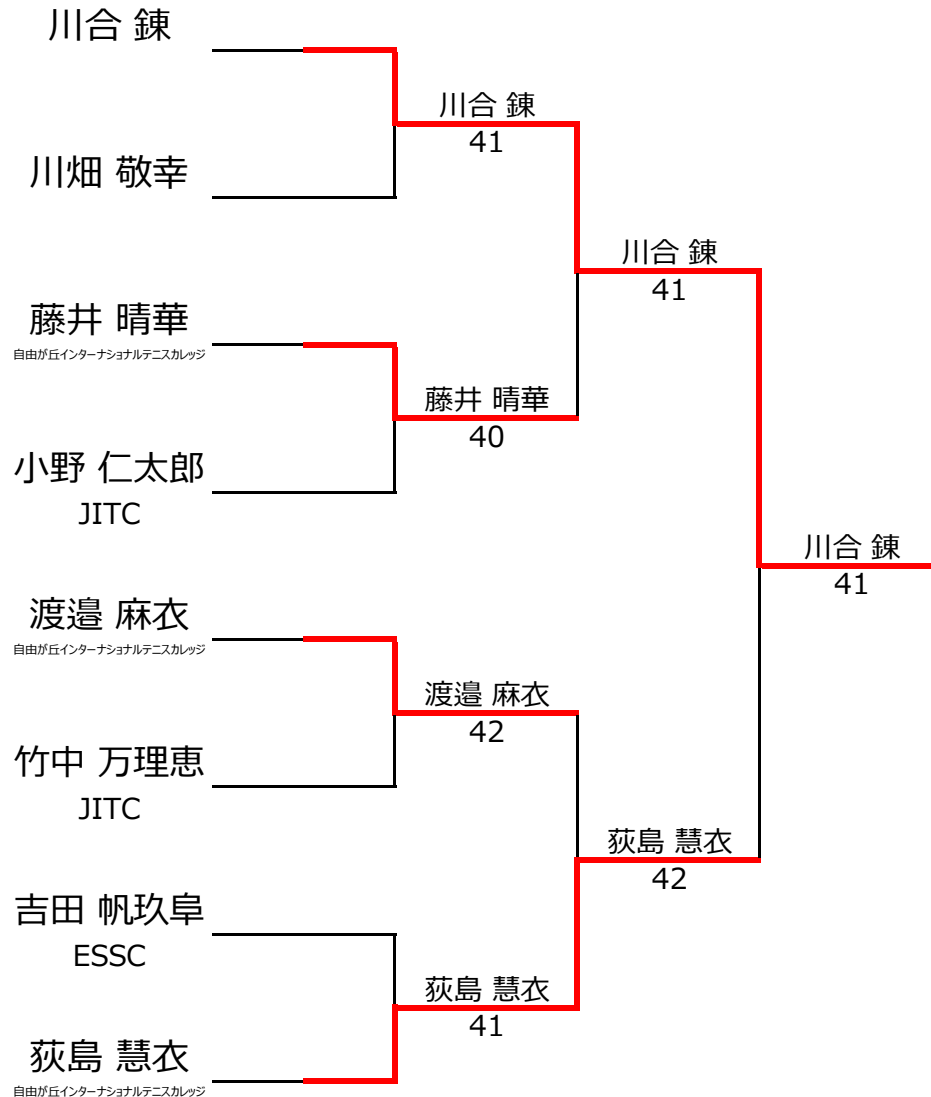 川合 錬
川合 錬
41
川畑 敬幸
川合 錬
41
藤井 晴華
自由が丘インターナショナルテニスカレッジ
藤井 晴華
40
小野 仁太郎
JITC
川合 錬
41
渡邉 麻衣
自由が丘インターナショナルテニスカレッジ
渡邉 麻衣
42
竹中 万理恵
JITC
荻島 慧衣
42
吉田 帆玖阜
ESSC
荻島 慧衣
41
荻島 慧衣
自由が丘インターナショナルテニスカレッジ